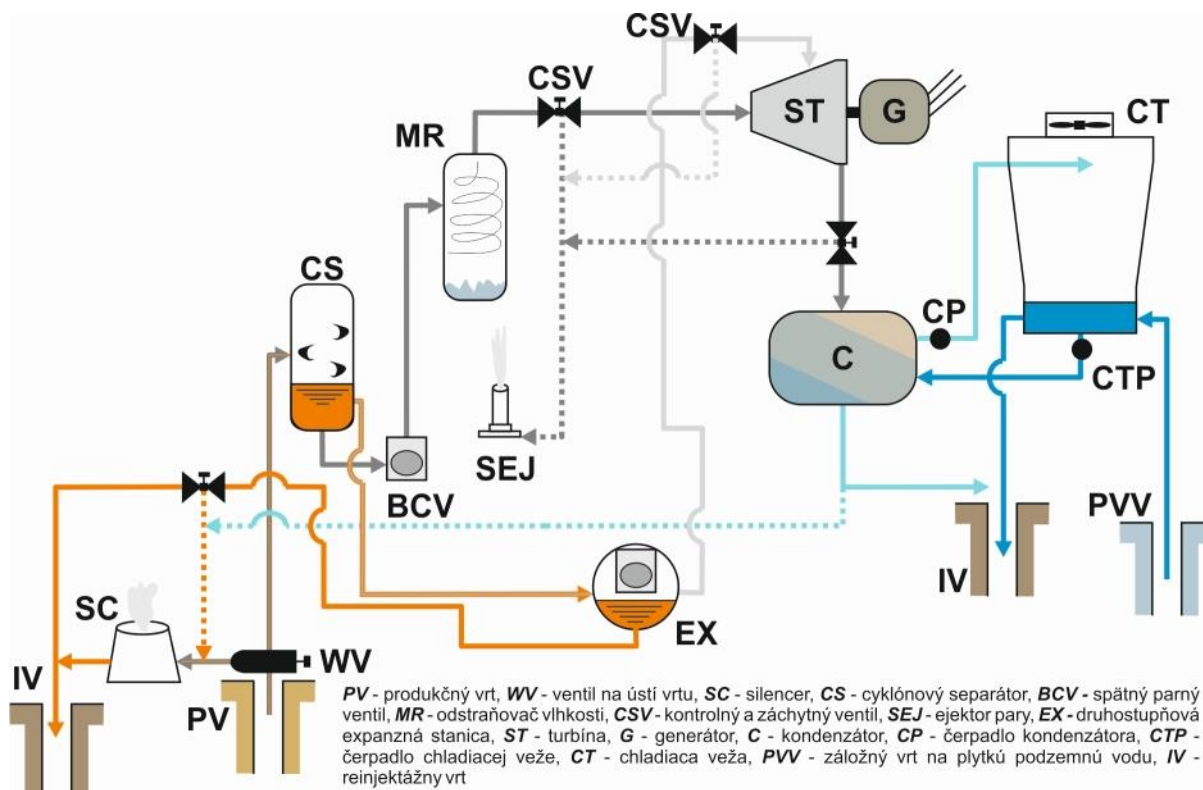 CSV
CSV
CT
MR
ST
G
CS
CP
C
CTP
SEJ
BCV
PVV
IV
SC
EX
WV
IV
PV
PV - produkčný vrt, WV - ventil na ústí vrtu, SC - silencer, CS - cyklónový separátor, BCV - spätný parný
ventil, MR - odstraňovač vlhkosti, CSV - kontrolný a záchytný ventil, SEJ - ejektor pary, EX - druhostupňová
expanzná stanica, ST - turbína, G - generátor, C - kondenzátor, CP - čerpadlo kondenzátora, CTP -
čerpadlo chladiacej veže, CT - chladiaca veža, PVV - záložný vrt na plytkú podzemnú vodu, IV -
reinjektážny vrt